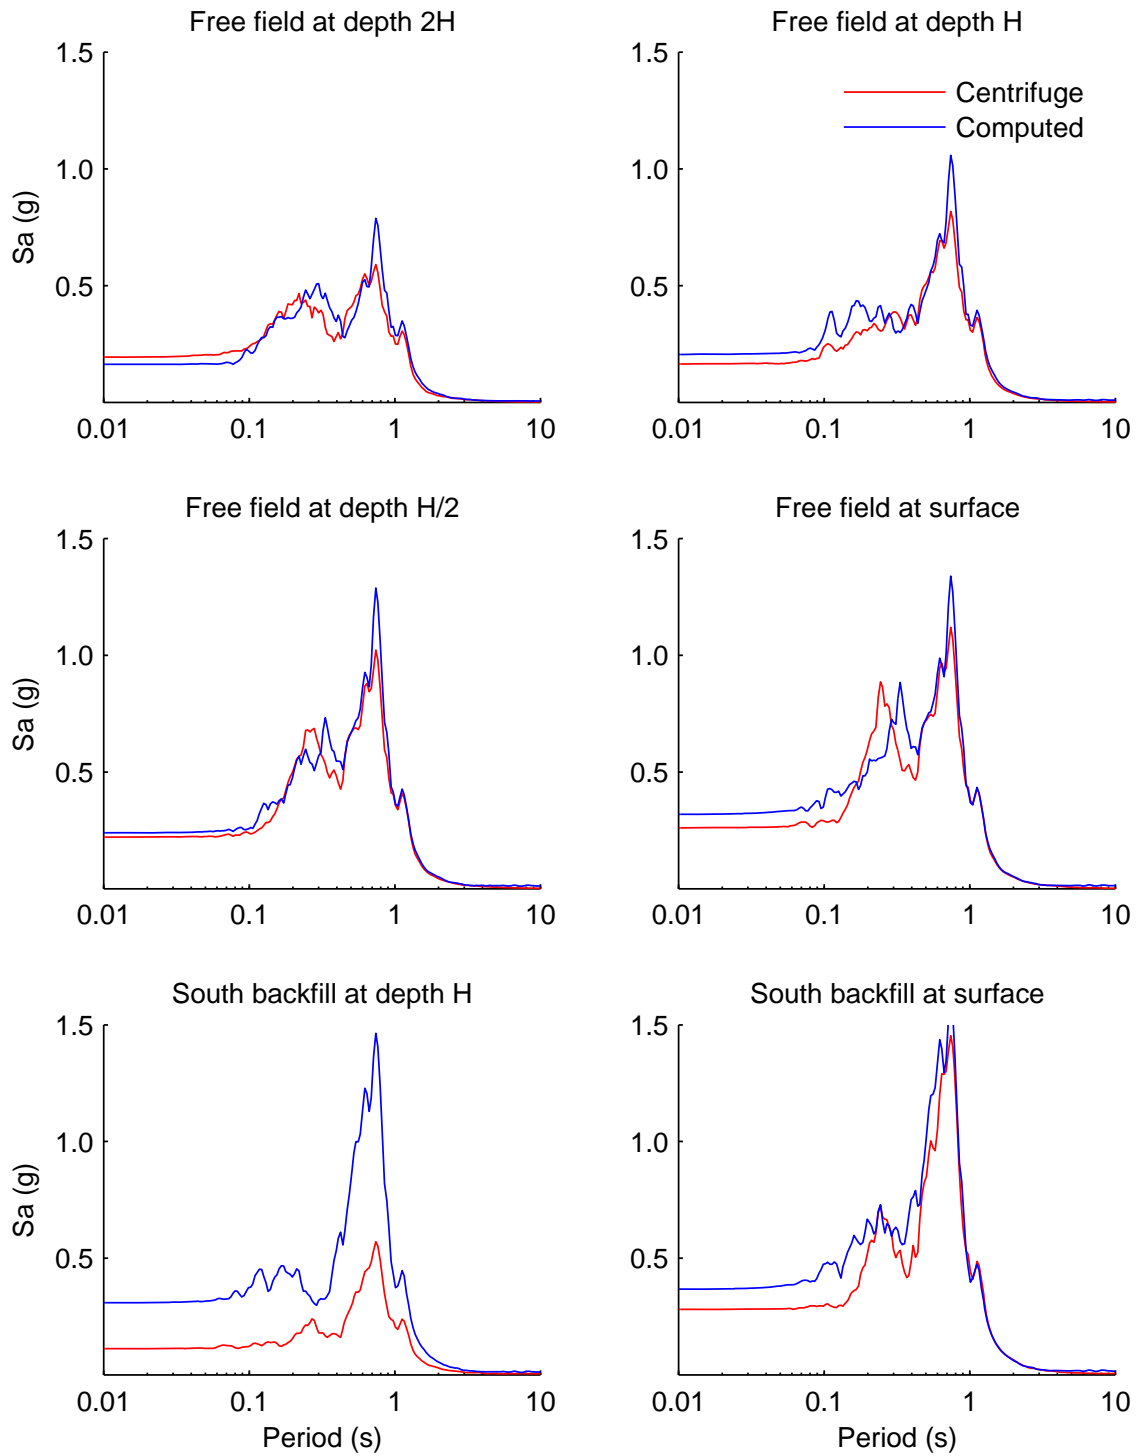 Free field at depth 2H
Free field at depth H
1.5
1.0
0.5
Sa (g)
0.01 0.1 1 10
1.5
1.0
0.5
Centrifuge
Computed
0.01 0.1 1 10
Free field at depth H/2
Free field at surface
1.5
1.0
0.5
Sa (g)
0.01 0.1 1 10
1.5
1.0
0.5
0.01 0.1 1 10
South backfill at depth H
South backfill at surface
1.5
1.0
0.5
Sa (g)
0.01 0.1 1 10
Period (s)
1.5
1.0
0.5
0.01 0.1 1 10
Period (s)